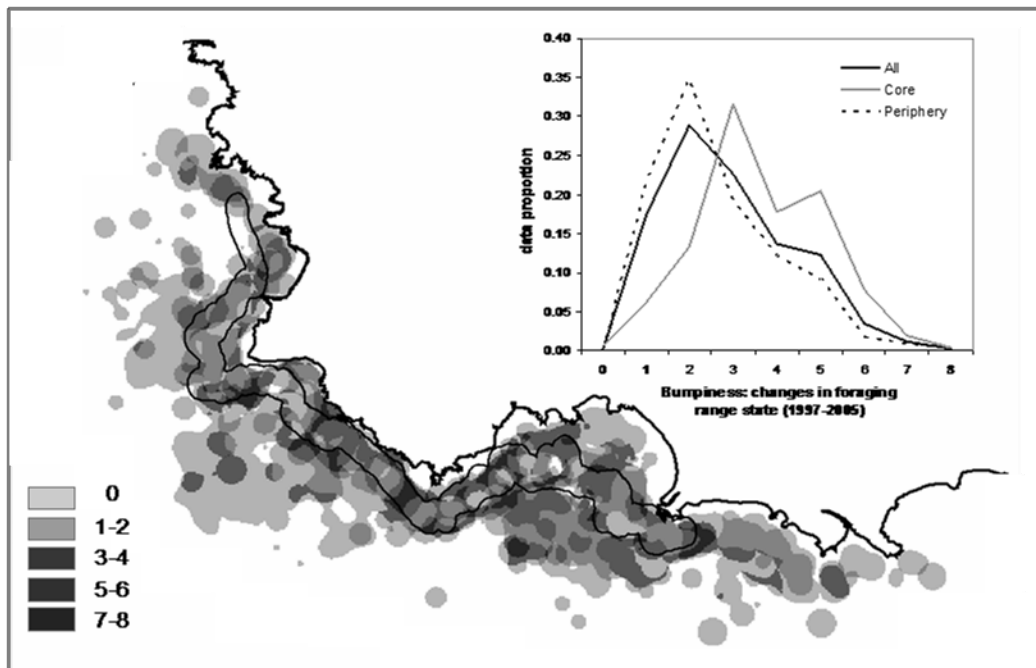 0.40
0.35
0.30
0.25
0.20
0.15
0.10
0.05
0.00
data proportion
All
Core
Periphery
0 1 2 3 4 5 6 7 8
Bumpiness: changes in foraging
range state (1997-2005)
0
1-2
3-4
5-6
7-8